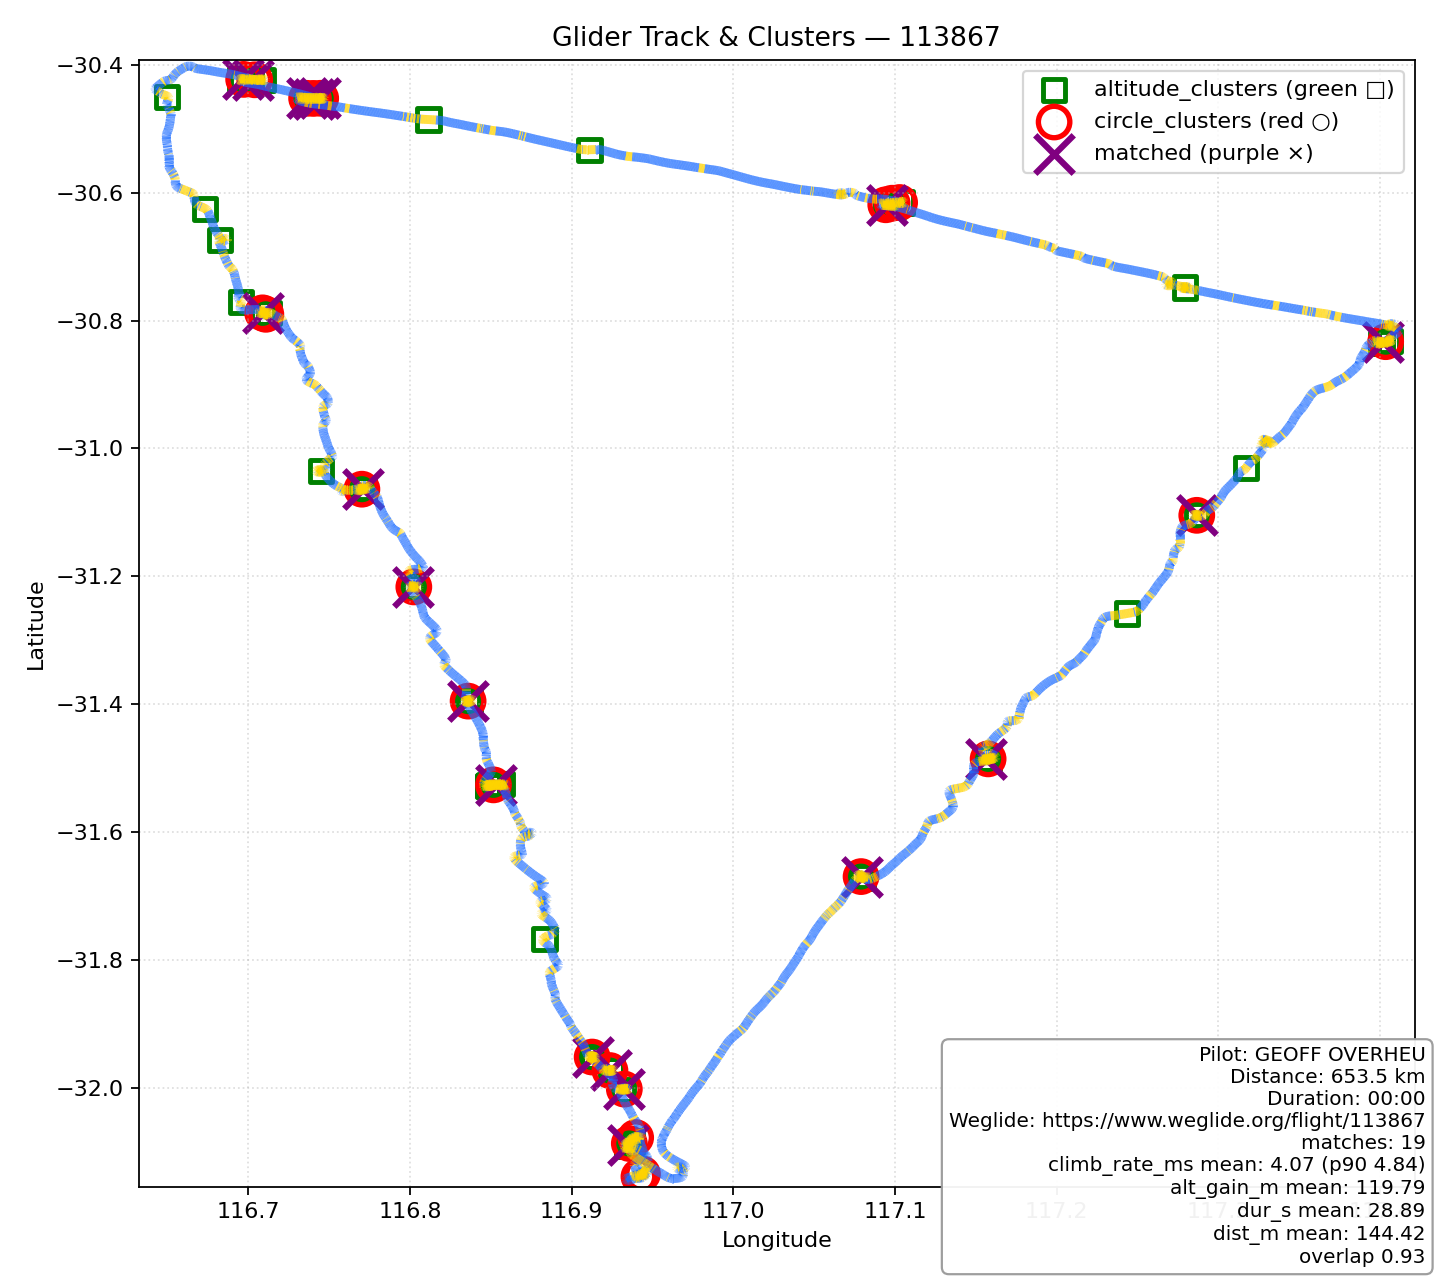 Glider Track & Clusters — 113867
altitude_clusters (green □)
circle_clusters (red ○)
matched (purple ×)
−30.4
−30.6
−30.8
−31.0
−31.2
−31.4
−31.6
−31.8
−32.0
Latitude
116.7 116.8 116.9 117.0 117.1 117.2
Longitude
Pilot: GEOFF OVERHEU
Distance: 653.5 km
Duration: 00:00
Weglide: https://www.weglide.org/flight/113867
matches: 19
climb_rate_ms mean: 4.07 (p90 4.84)
alt_gain_m mean: 119.79
dur_s mean: 28.89
dist_m mean: 144.42
overlap 0.93